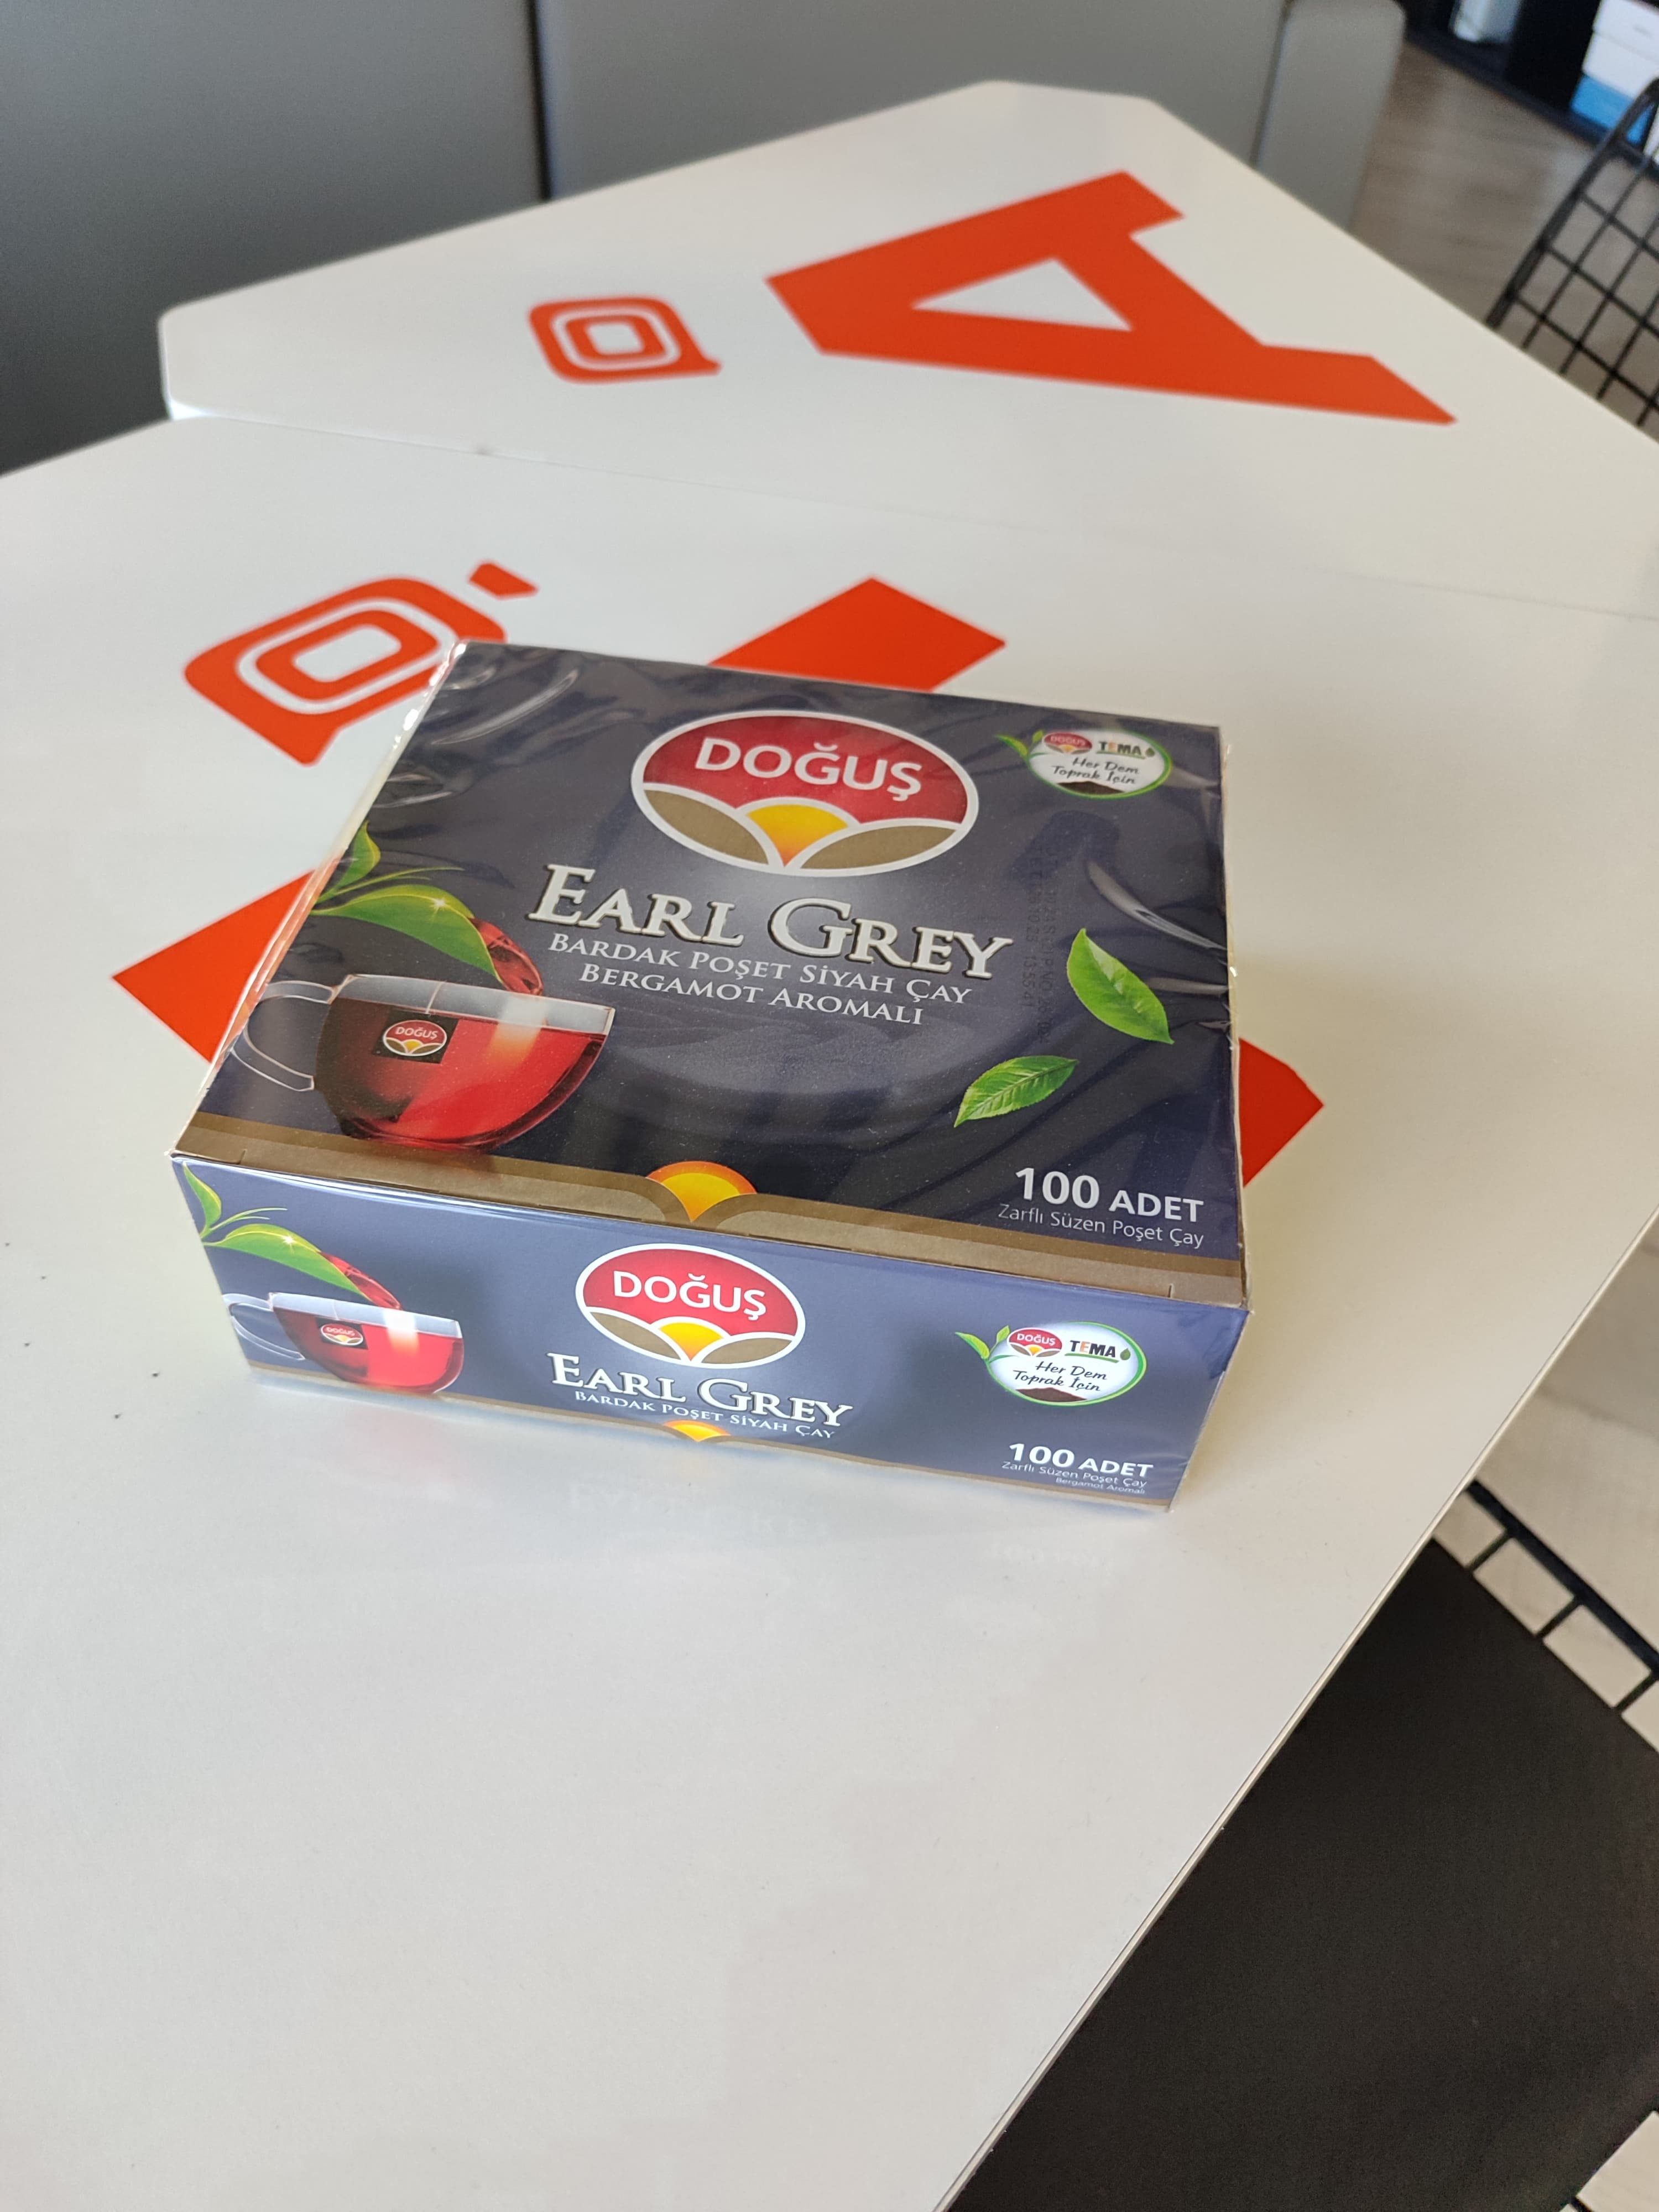 A
DOĞUŞ
DOĞUŞ TEMA
Her Dem
Toprak İçin
EARL GREY
BARDAK POŞET SİYAH ÇAY
BERGAMOT AROMALI
DOĞUŞ
100 ADET
Zarflı Süzen Poşet Çay
DOĞUŞ
DOĞUŞ TEMA
Her Dem
Toprak İçin
DOĞUŞ
EARL GREY
BARDAK POŞET SİYAH ÇAY
100 ADET
Zarflı Süzen Poşet Çay
Bergamot Aromalı